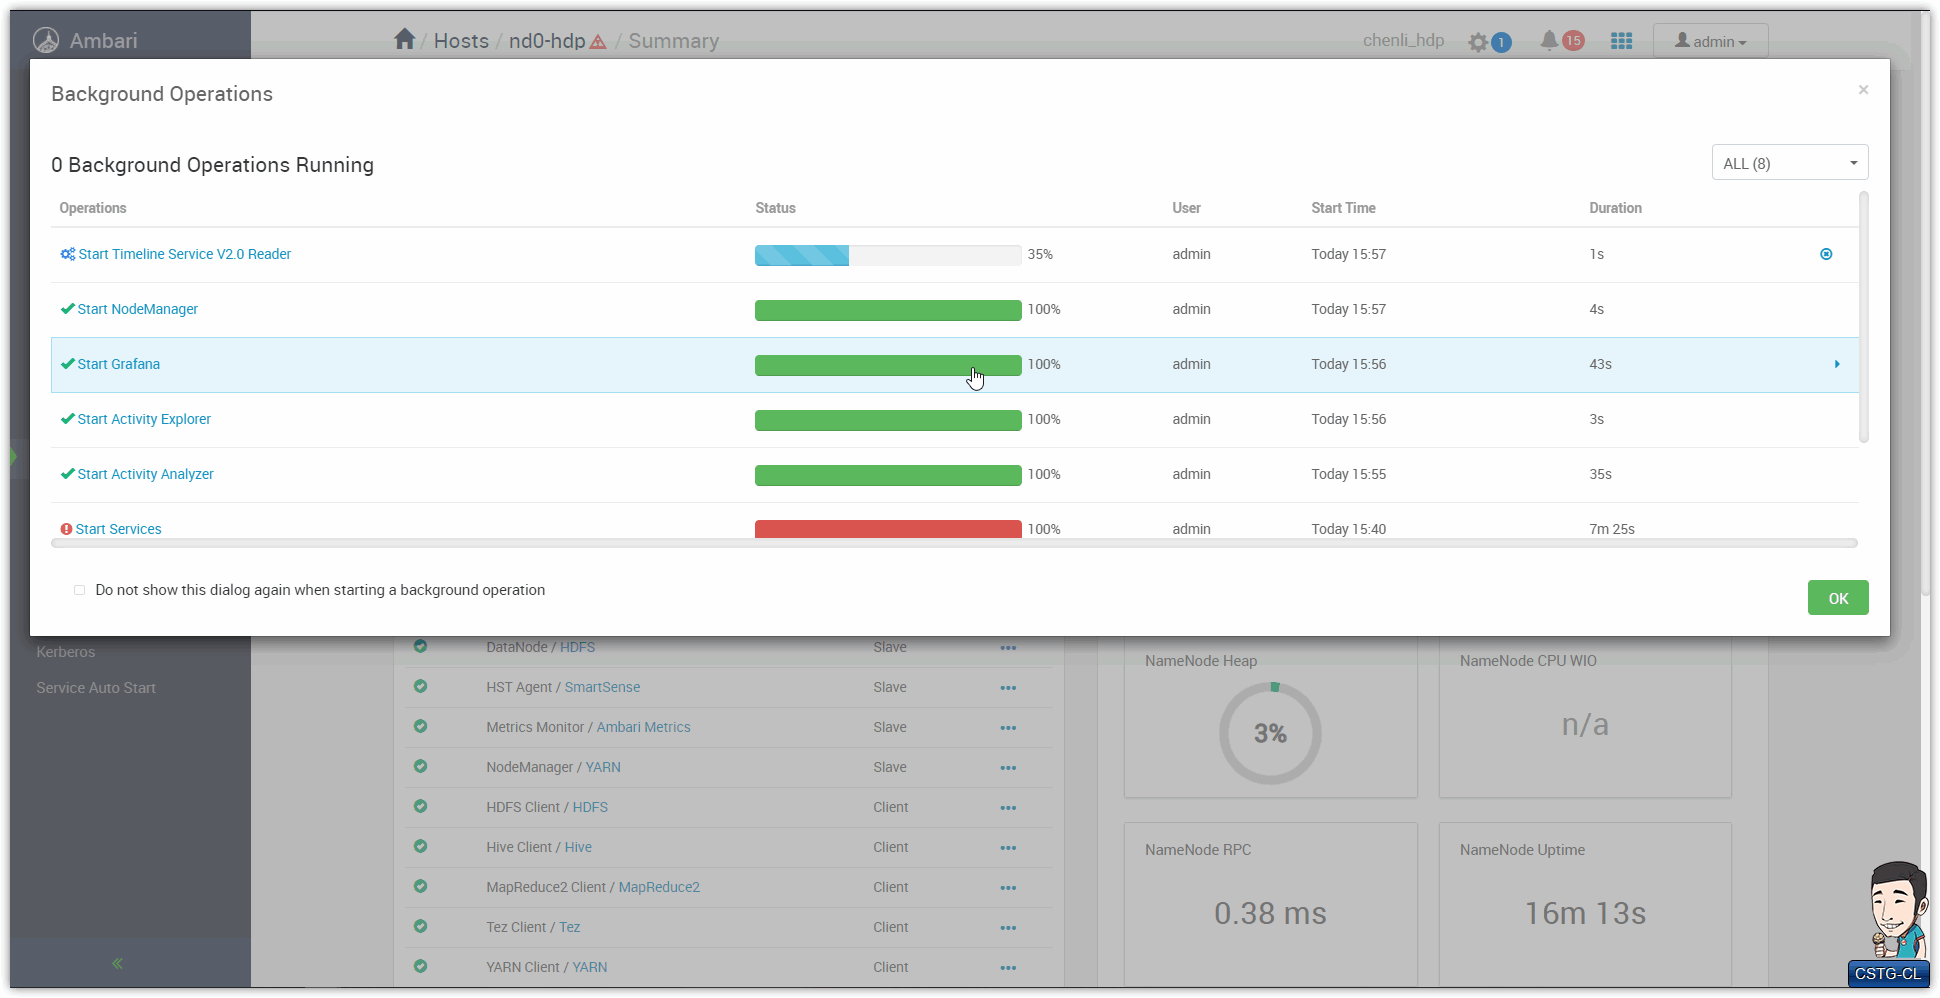 Ambari
/ Hosts / nd0-hdp / Summary
chenli_hdp 1 15 admin
Background Operations
×
0 Background Operations Running
ALL (8)
Operations Status User Start Time Duration
Start Timeline Service V2.0 Reader 35% admin Today 15:57 1s
Start NodeManager 100% admin Today 15:57 4s
Start Grafana 100% admin Today 15:56 43s
Start Activity Explorer 100% admin Today 15:56 3s
Start Activity Analyzer 100% admin Today 15:55 35s
Start Services 100% admin Today 15:40 7m 25s
Do not show this dialog again when starting a background operation
OK
Kerberos
Service Auto Start
DataNode / HDFS Slave
HST Agent / SmartSense Slave
Metrics Monitor / Ambari Metrics Slave
NodeManager / YARN Slave
HDFS Client / HDFS Client
Hive Client / Hive Client
MapReduce2 Client / MapReduce2 Client
Tez Client / Tez Client
YARN Client / YARN Client
NameNode Heap
3%
NameNode CPU WIO
n/a
NameNode RPC
0.38 ms
NameNode Uptime
16m 13s
CSTG-CL